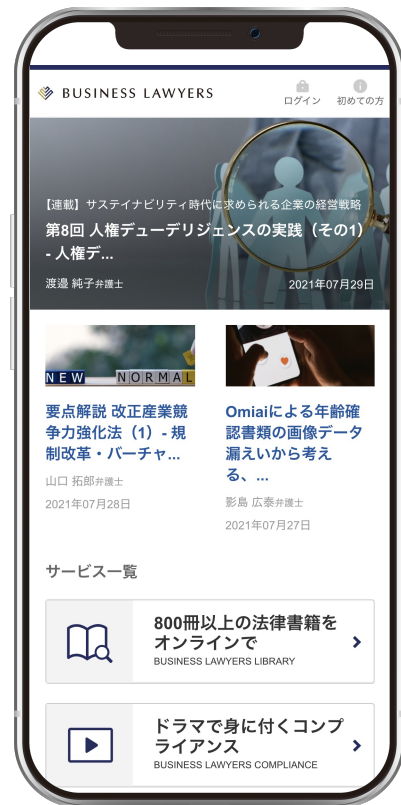 BUSINESS LAWYERS
ログイン
初めての方
【連載】サステイナビリティ時代に求められる企業の経営戦略
第8回 人権デューデリジェンスの実践（その1）
- 人権デ...
渡邉 純子弁護士
2021年07月29日
NEW NORMAL
要点解説 改正産業競
争力強化法（1）- 規
制改革・バーチャ...
山口 拓郎弁護士
2021年07月28日
Omiaiによる年齢確
認書類の画像データ
漏えいから考え
る、...
影島 広泰弁護士
2021年07月27日
サービス一覧
800冊以上の法律書籍を
オンラインで
BUSINESS LAWYERS LIBRARY
ドラマで身に付くコンプ
ライアンス
BUSINESS LAWYERS COMPLIANCE